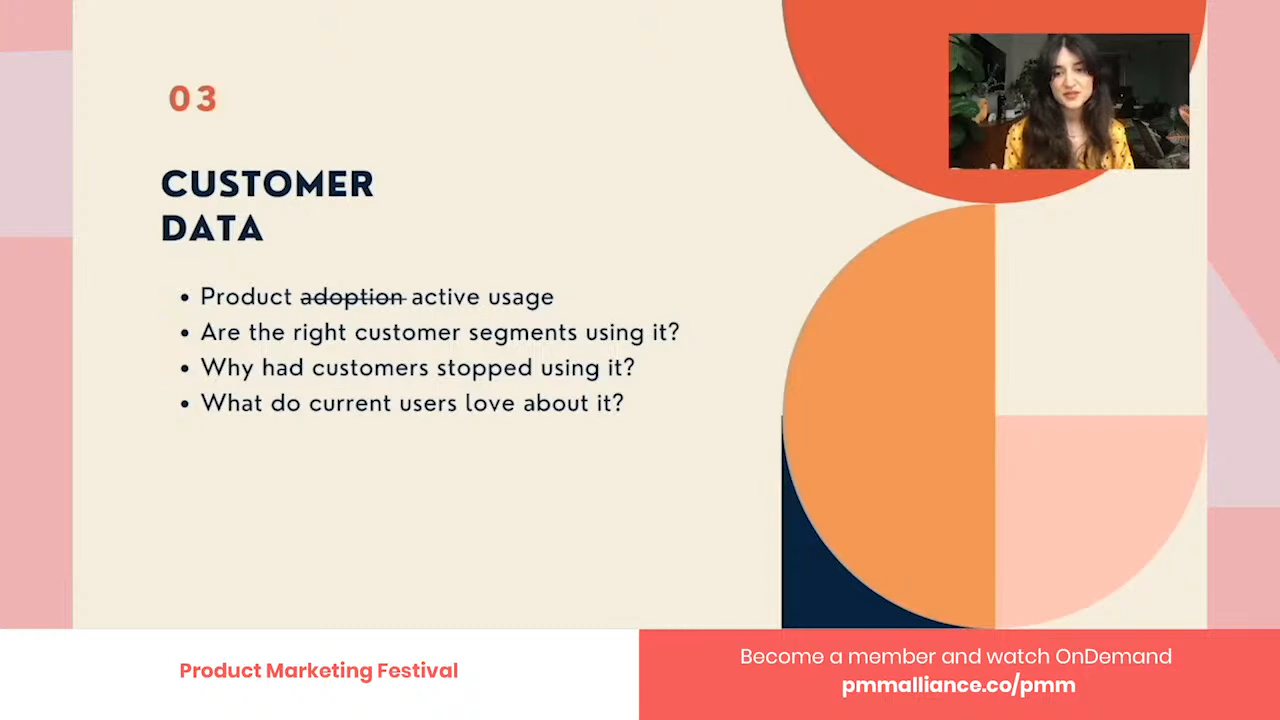 03
CUSTOMER
DATA
• Product adoption active usage
• Are the right customer segments using it?
• Why had customers stopped using it?
• What do current users love about it?
Product Marketing Festival
Become a member and watch OnDemand
pmmalliance.co/pmm